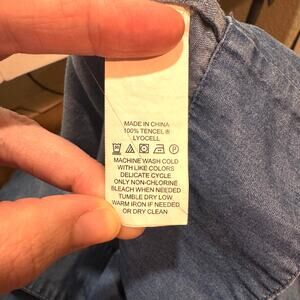 MADE IN CHINA
100% TENCEL ®
LYOCELL
MACHINE WASH COLD
WITH LIKE COLORS
DELICATE CYCLE
ONLY NON-CHLORINE
BLEACH WHEN NEEDED
TUMBLE DRY LOW
WARM IRON IF NEEDED
OR DRY CLEAN